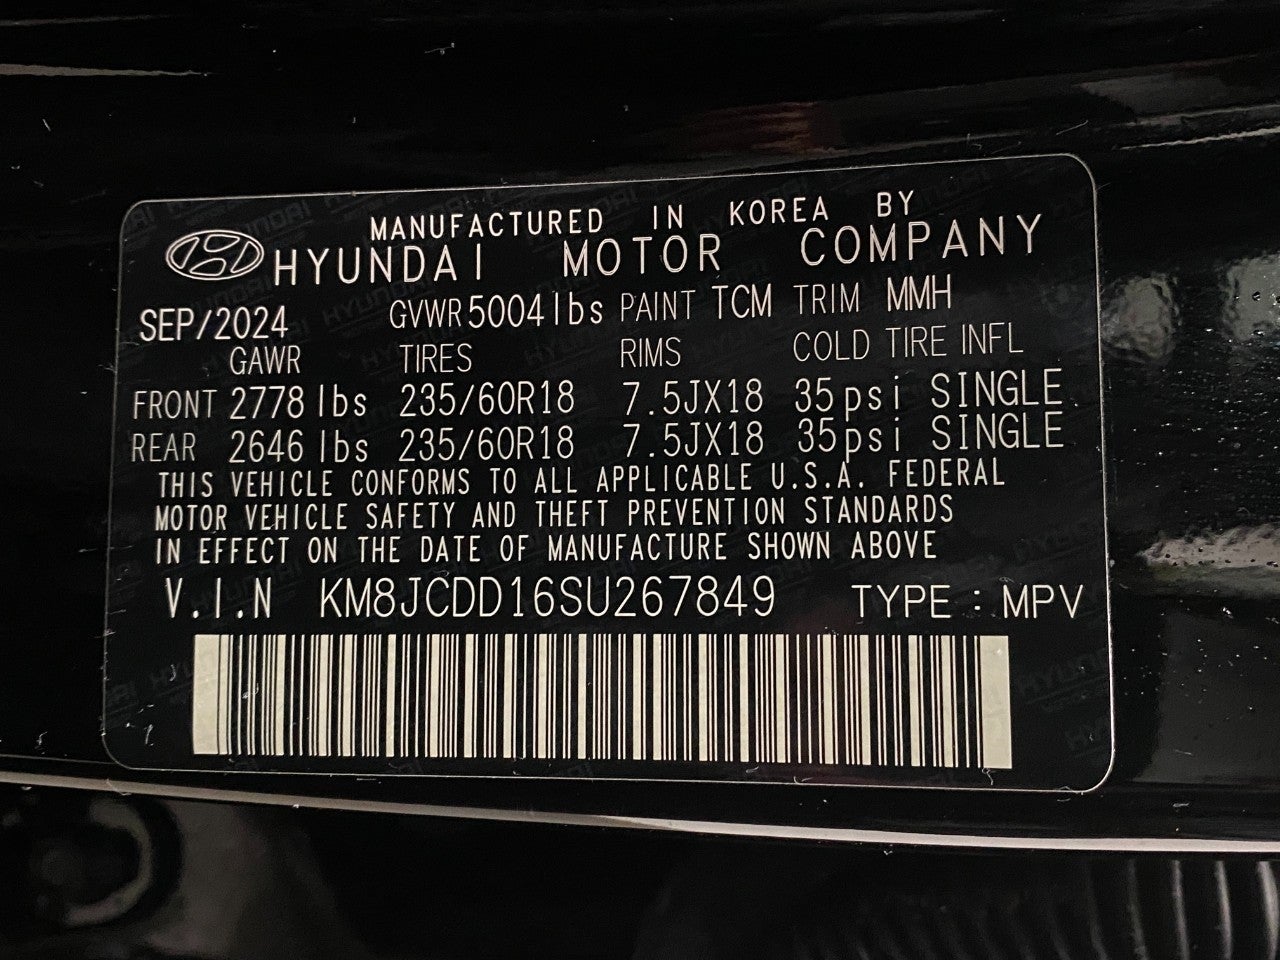 MANUFACTURED IN KOREA BY
HYUNDAI MOTOR COMPANY
SEP/2024 GVWR 5004 lbs PAINT TCM TRIM MMH
GAWR TIRES RIMS COLD TIRE INFL
FRONT 2778 lbs 235/60R18 7.5JX18 35psi SINGLE
REAR 2646 lbs 235/60R18 7.5JX18 35psi SINGLE
THIS VEHICLE CONFORMS TO ALL APPLICABLE U.S.A. FEDERAL
MOTOR VEHICLE SAFETY AND THEFT PREVENTION STANDARDS
IN EFFECT ON THE DATE OF MANUFACTURE SHOWN ABOVE
V.I.N KM8JCDD16SU267849 TYPE : MPV